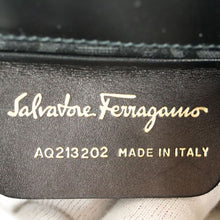 Salvatore Ferragamo
AQ213202 MADE IN ITALY